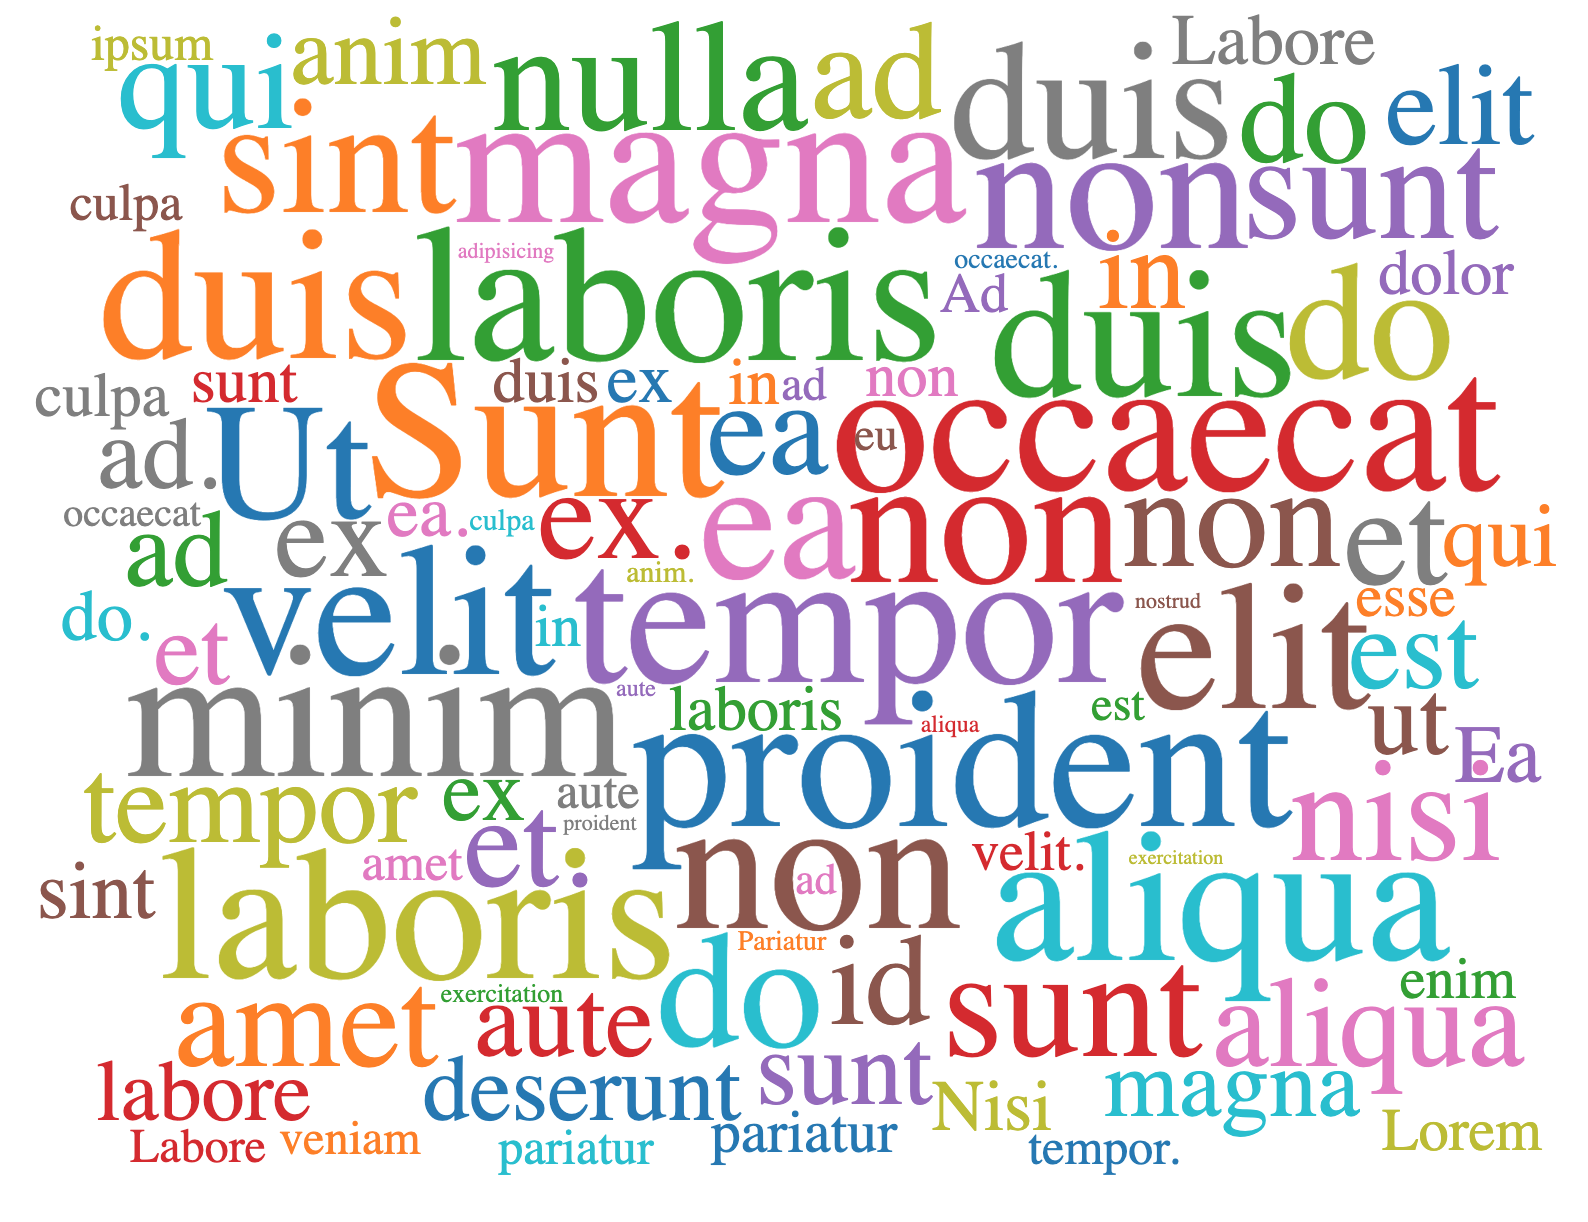 ipsum qui anim nulla ad duis Labore do elit
culpa sint magna non sunt
duis laboris adipisicing occaecat. Ad in duis do dolor
culpa sunt duis ex in ad non
ad. Ut Sunt ea eu occaecat
occaecat. ad ex ea. culpa ex. ea non non et qui
do. et velit in anim. tempor nostrud elit esse est
minim aute laboris aliqua est ut Ea
tempor ex aute proident proident nisi
sint laboris amet et. non ad velit. exercitation aliqua
amet exercitation aute do Pariatur id sunt aliqua enim
labore deserunt sunt Nisi magna Lorem
Labore veniam pariatur pariatur tempor.